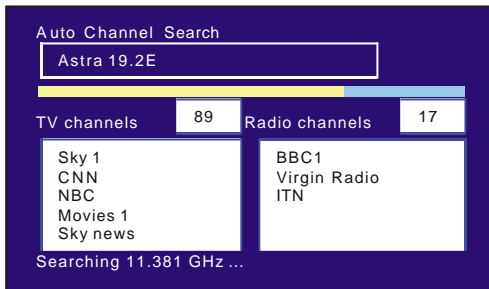 Auto Channel Search
Astra 19.2E
TV channels 89 Radio channels 17
Sky 1
CNN
NBC
Movies 1
Sky news
BBC1
Virgin Radio
ITN
Searching 11.381 GHz ...